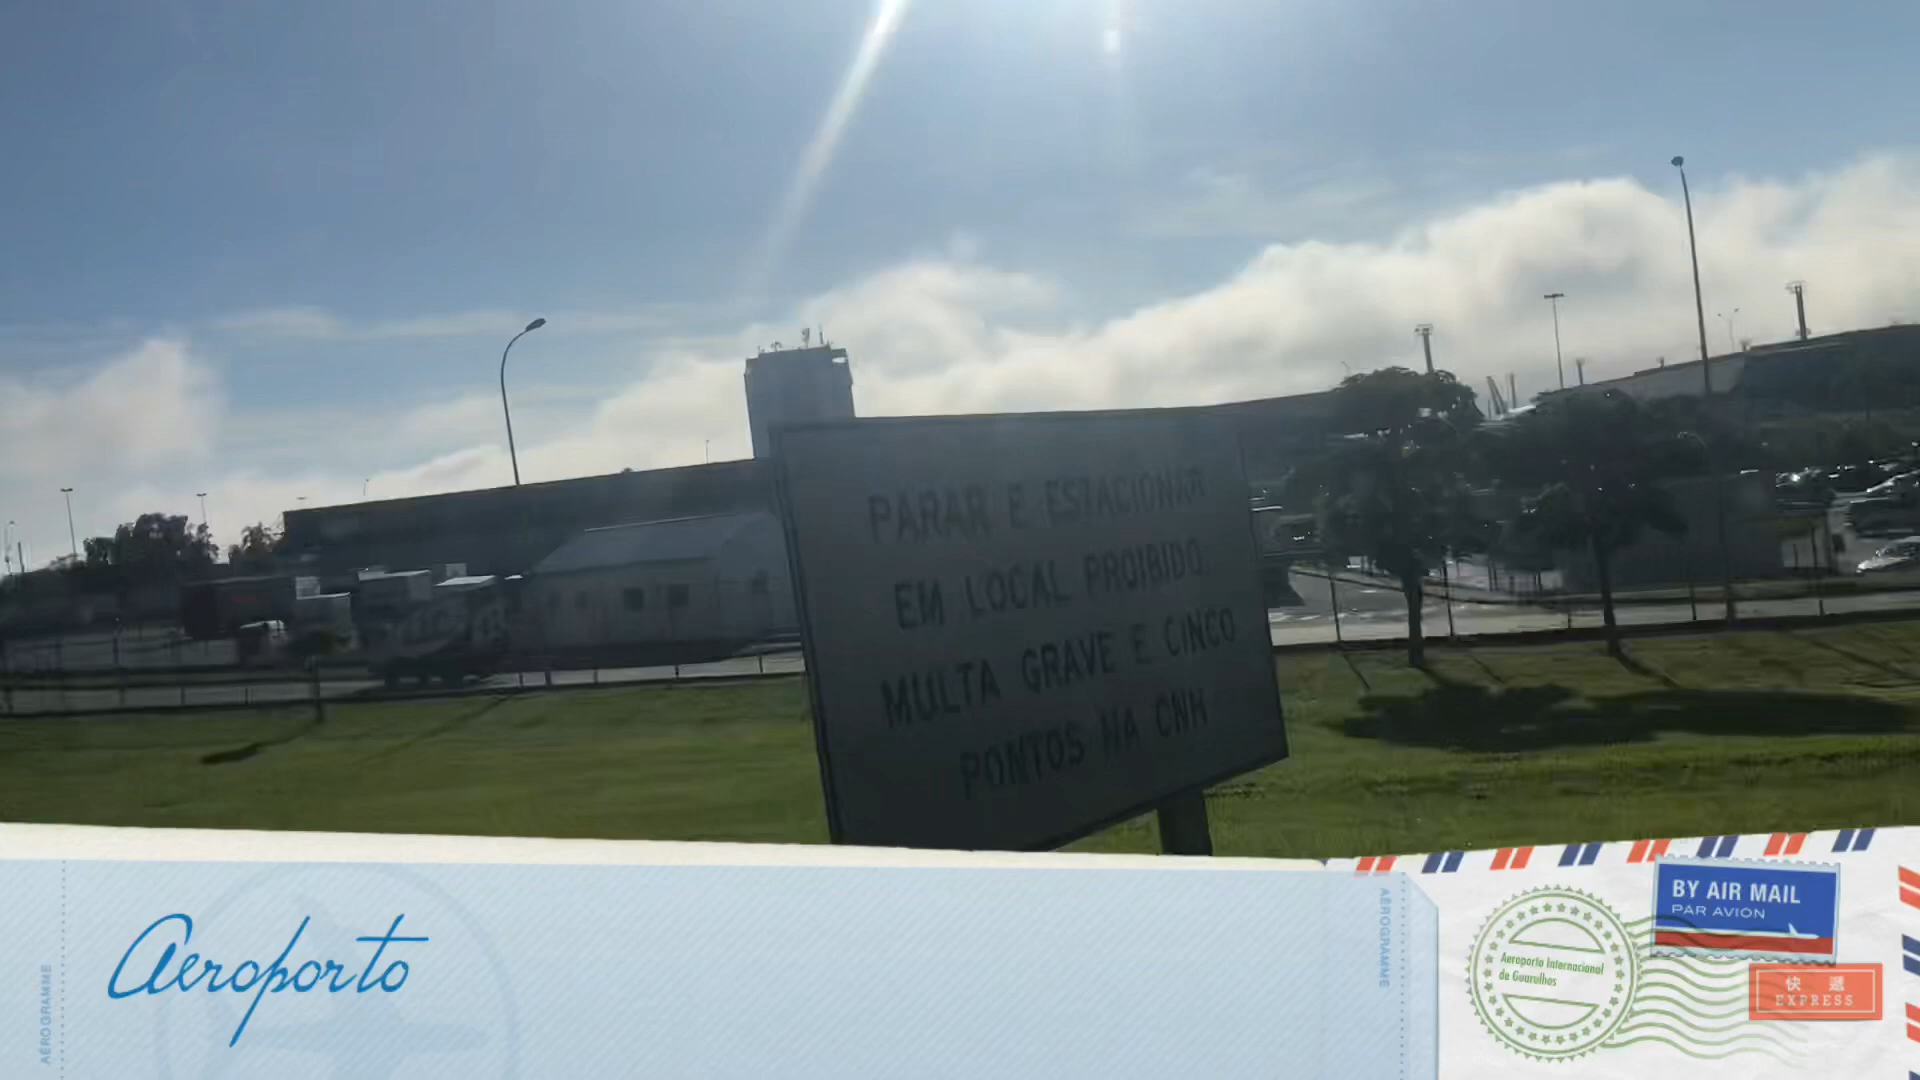 PARAR E ESTACIONAR
EM LOCAL PROIBIDO
MULTA GRAVE E CINCO
PONTOS NA CNH
Aeroporto
AÉROGRAMME
AÉROGRAMME
Aeroporto Internacional
de Guarulhos
BY AIR MAIL
PAR AVION
快遞
EXPRESS